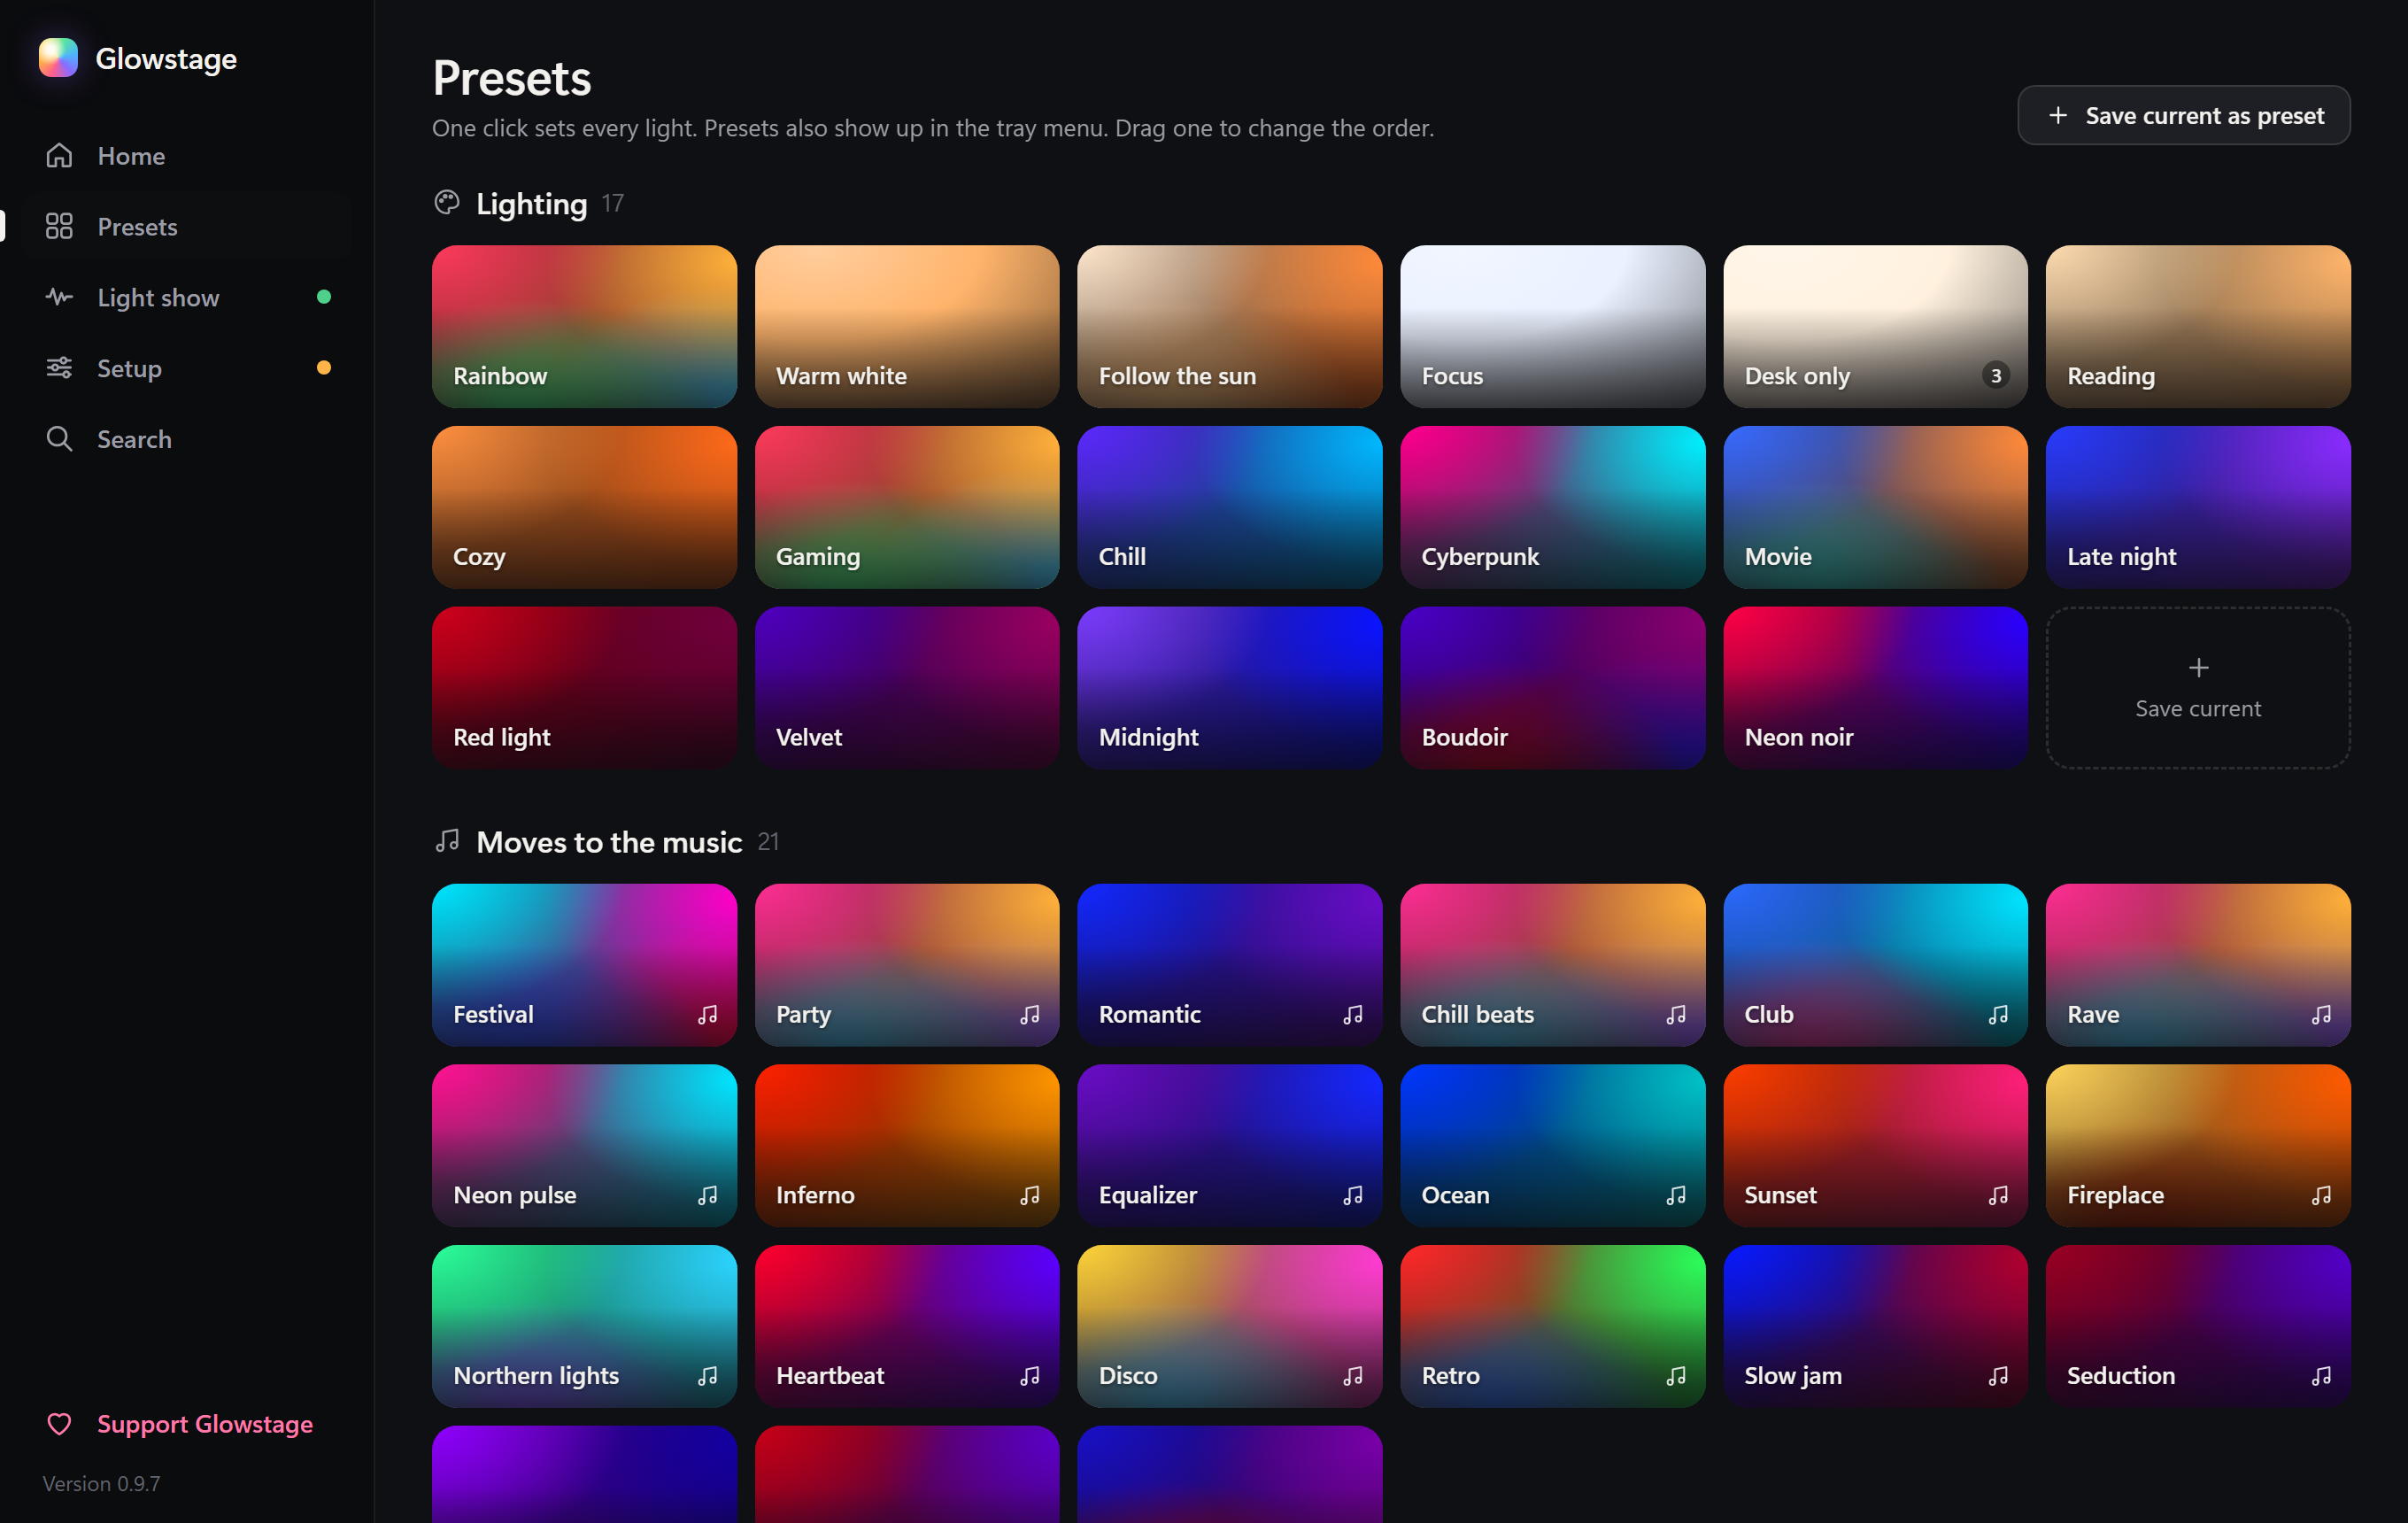 Glowstage
Home
Presets
Light show
Setup
Search
Support Glowstage
Version 0.9.7
Presets
One click sets every light. Presets also show up in the tray menu. Drag one to change the order.
Save current as preset
Lighting 17
Rainbow
Warm white
Follow the sun
Focus
Desk only 3
Reading
Cozy
Gaming
Chill
Cyberpunk
Movie
Late night
Red light
Velvet
Midnight
Boudoir
Neon noir
Save current
Moves to the music 21
Festival
Party
Romantic
Chill beats
Club
Rave
Neon pulse
Inferno
Equalizer
Ocean
Sunset
Fireplace
Northern lights
Heartbeat
Disco
Retro
Slow jam
Seduction